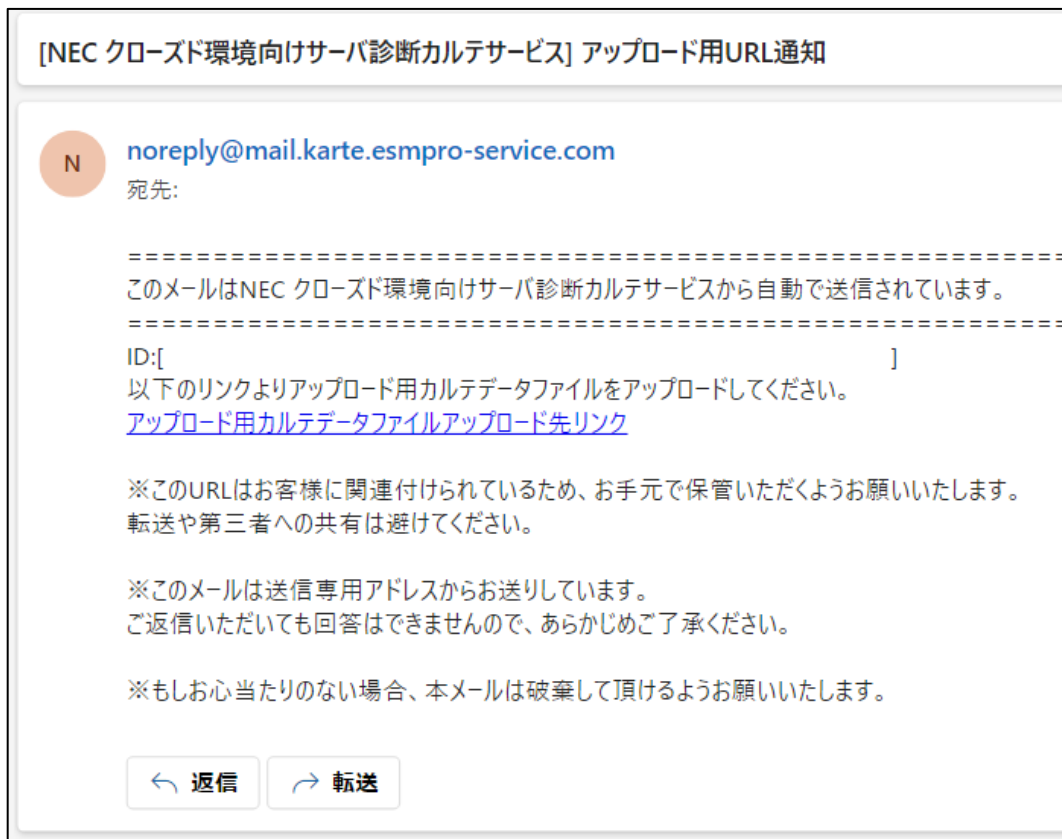 [NEC クローズド環境向けサーバ診断カルテサービス] アップロード用URL通知
N
noreply@mail.karte.esmpro-service.com
宛先:
======================================================
このメールはNEC クローズド環境向けサーバ診断カルテサービスから自動で送信されています。
======================================================
ID:[ ]
以下のリンクよりアップロード用カルテデータファイルをアップロードしてください。
アップロード用カルテデータファイルアップロード先リンク
※このURLはお客様に関連付けられているため、お手元で保管いただくようお願いいたします。
転送や第三者への共有は避けてください。
※このメールは送信専用アドレスからお送りしています。
ご返信いただいても回答はできませんので、あらかじめご了承ください。
※もしお心当たりのない場合、本メールは破棄して頂けるようお願いいたします。
返信 転送